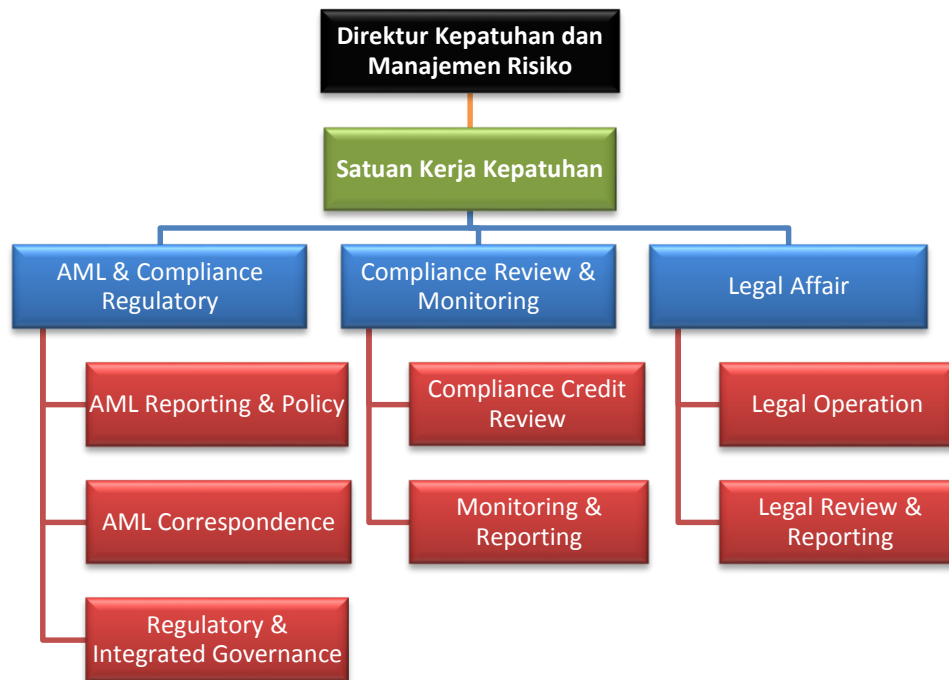 Direktur Kepatuhan dan
Manajemen Risiko
Satuan Kerja Kepatuhan
AML & Compliance
Regulatory
Compliance Review &
Monitoring
Legal Affair
AML Reporting & Policy
Compliance Credit
Review
Legal Operation
AML Correspondence
Monitoring &
Reporting
Legal Review &
Reporting
Regulatory &
Integrated Governance